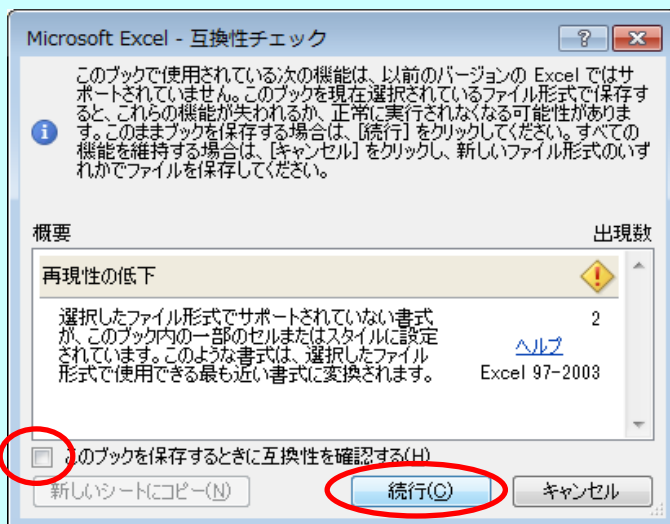 Microsoft Excel - 互換性チェック
このブックで使用されている次の機能は、以前のバージョンの Excel ではサ
ポートされていません。このブックを現在選択されているファイル形式で保存す
ると、これらの機能が失われるか、正常に実行されなくなる可能性がありま
す。このままブックを保存する場合は、[続行] をクリックしてください。すべての
機能を維持する場合は、[キャンセル] をクリックし、新しいファイル形式のいず
れかでファイルを保存してください。
概要 出現数
再現性の低下
選択したファイル形式でサポートされていない書式 2
が、このブック内の一部のセルまたはスタイルに設定
されています。このような書式は、選択したファイル ヘルプ
形式で使用できる最も近い書式に変換されます。 Excel 97-2003
このブックを保存するときに互換性を確認する(H)
新しいシートにコピー(N) 続行(C) キャンセル